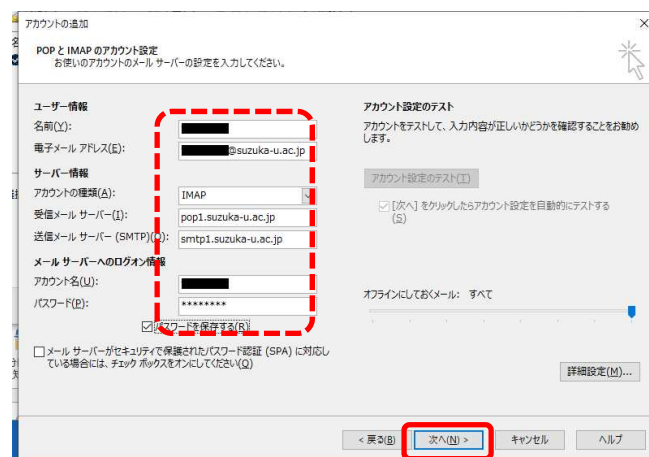 アカウントの追加
POP と IMAP のアカウント設定
お使いのアカウントのメール サーバーの設定を入力してください。
ユーザー情報
名前(Y):
電子メール アドレス(E):
@suzuka-u.ac.jp
サーバー情報
アカウントの種類(A):
IMAP
受信メール サーバー(I):
pop1.suzuka-u.ac.jp
送信メール サーバー (SMTP)(O):
smtp1.suzuka-u.ac.jp
メール サーバーへのログオン情報
アカウント名(U):
パスワード(P):
********
パスワードを保存する(R)
メール サーバーがセキュリティで保護されたパスワード認証 (SPA) に対応し
ている場合には、チェック ボックスをオンにしてください(Q)
アカウント設定のテスト
アカウントをテストして、入力内容が正しいかどうかを確認することをお勧め
します。
アカウント設定のテスト(T)
[次へ] をクリックしたらアカウント設定を自動的にテストする
(S)
オフラインにしておくメール: すべて
詳細設定(M)...
< 戻る(B)
次へ(N) >
キャンセル
ヘルプ